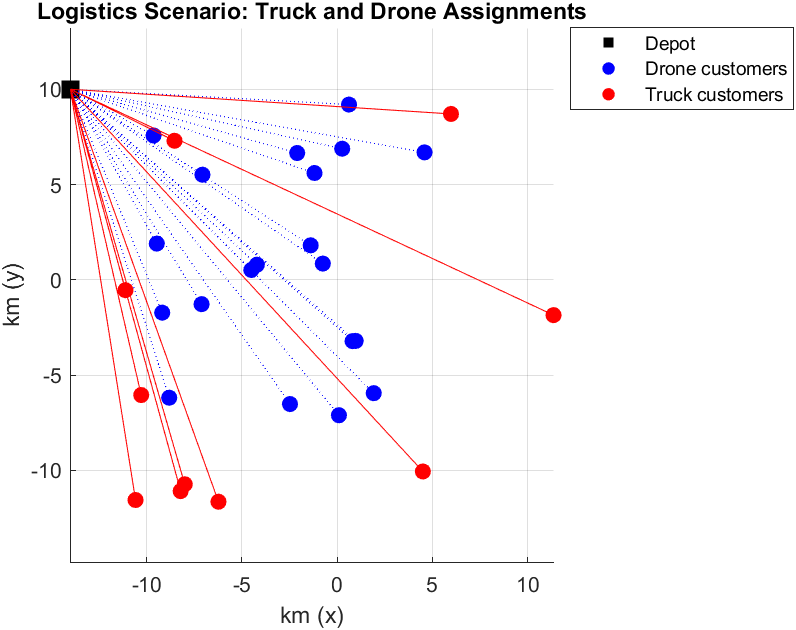 Logistics Scenario: Truck and Drone Assignments
Depot
Drone customers
Truck customers
10
5
0
-5
-10
km (y)
-10
-5
0
5
10
km (x)